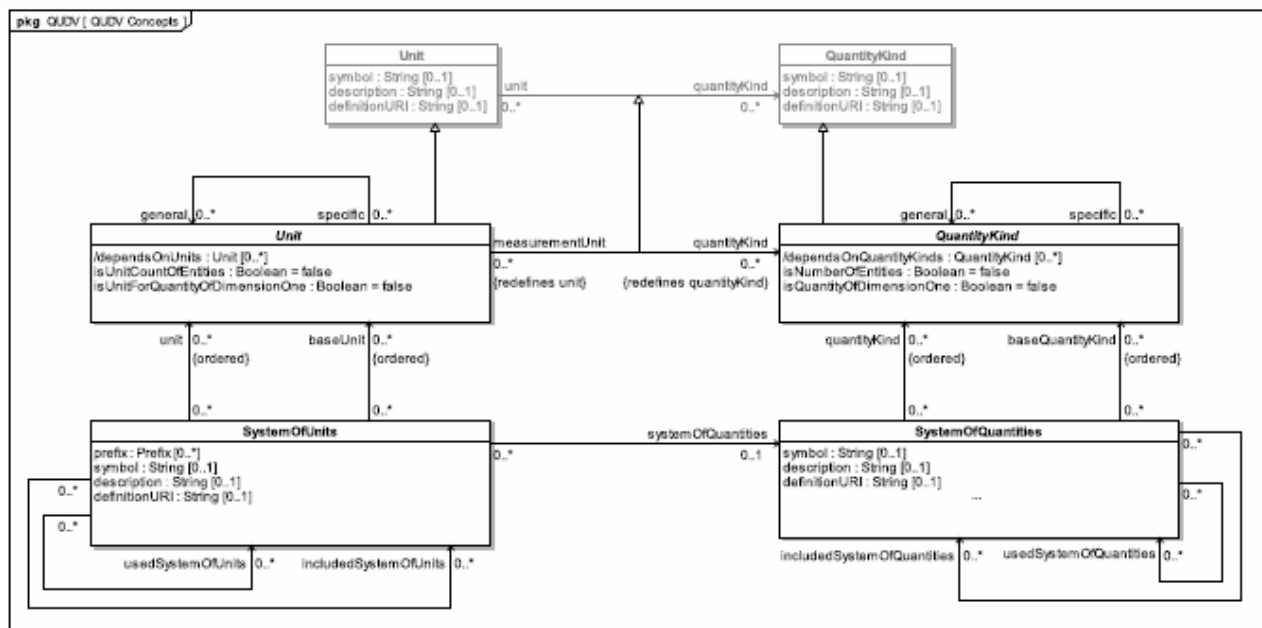 pkg QUDV [ QUDV Concepts ]
Unit
symbol : String [0..1]
description : String [0..1]
definitionURI : String [0..1]
unit
0..*
quantityKind
0..*
QuantityKind
symbol : String [0..1]
description : String [0..1]
definitionURI : String [0..1]
general 0..*
specific 0..*
Unit
/dependsOnUnits : Unit [0..*]
isUnitCountOfEntities : Boolean = false
isUnitForQuantityOfDimensionOne : Boolean = false
measurementUnit
0..*
{redefines unit}
quantityKind
0..*
{redefines quantityKind}
general 0..*
specific 0..*
QuantityKind
/dependsOnQuantityKinds : QuantityKind [0..*]
isNumberOfEntities : Boolean = false
isQuantityOfDimensionOne : Boolean = false
unit 0..*
{ordered}
baseUnit 0..*
{ordered}
quantityKind 0..*
{ordered}
baseQuantityKind 0..*
{ordered}
0..*
0..*
0..*
0..*
SystemOfUnits
prefix : Prefix [0..*]
symbol : String [0..1]
description : String [0..1]
definitionURI : String [0..1]
0..*
systemOfQuantities
0..1
SystemOfQuantities
symbol : String [0..1]
description : String [0..1]
definitionURI : String [0..1]
...
0..*
0..*
0..*
0..*
usedSystemOfUnits 0..*
includedSystemOfUnits 0..*
includedSystemOfQuantities 0..*
usedSystemOfQuantities 0..*